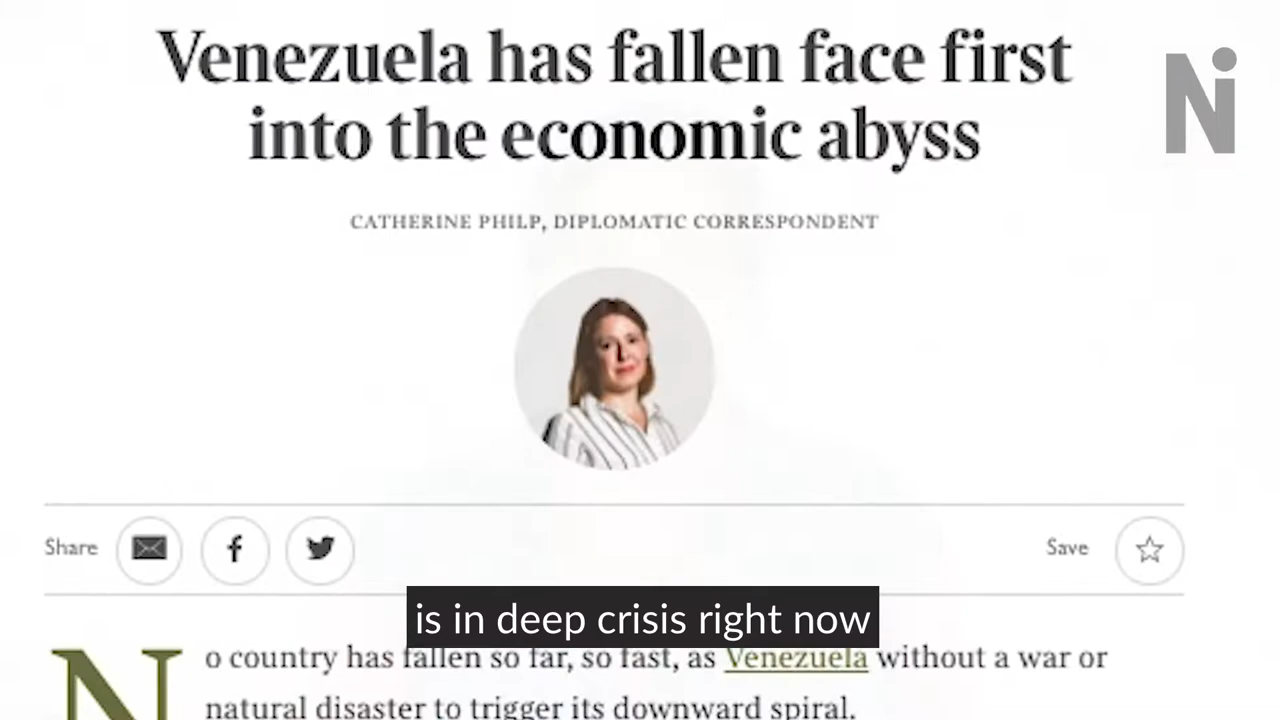 Venezuela has fallen face first
into the economic abyss
Ni
CATHERINE PHILP, DIPLOMATIC CORRESPONDENT
Share
Save
is in deep crisis right now
No country has fallen so far, so fast, as Venezuela without a war or
natural disaster to trigger its downward spiral.